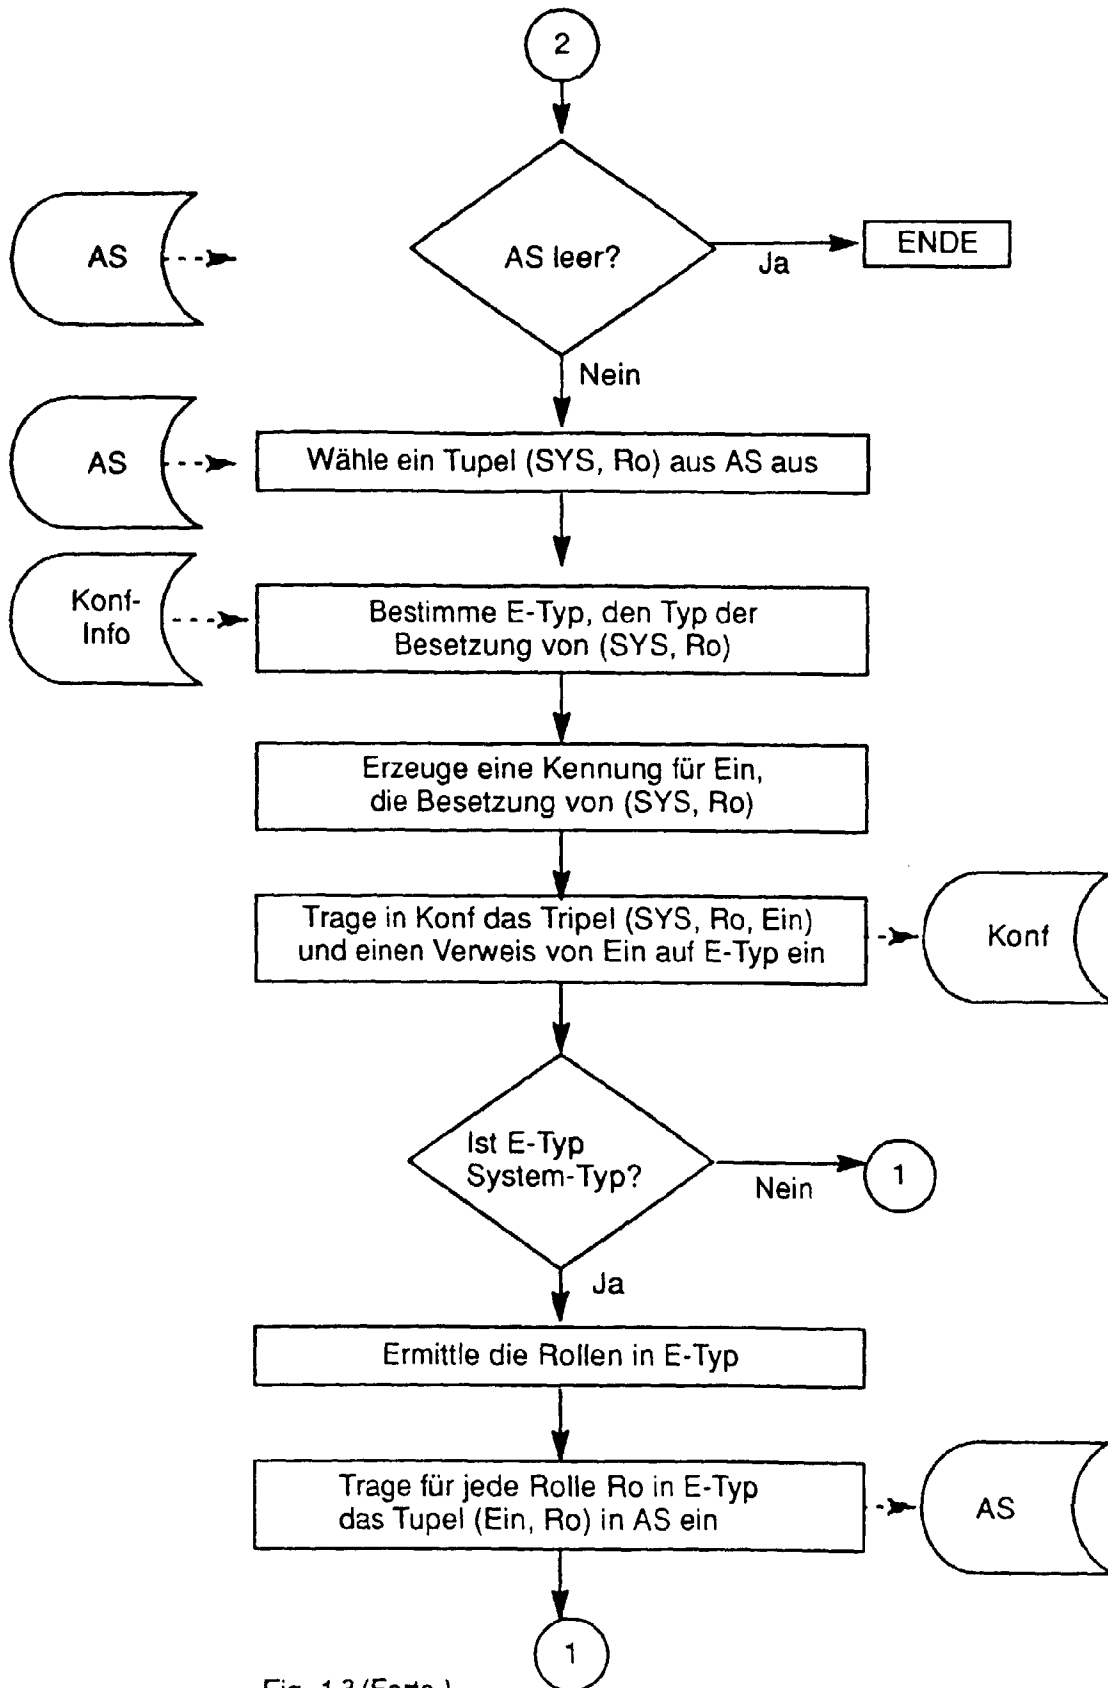 2
AS
AS leer?
Ja
ENDE
Nein
AS
Wähle ein Tupel (SYS, Ro) aus AS aus
Konf-
Info
Bestimme E-Typ, den Typ der
Besetzung von (SYS, Ro)
Erzeuge eine Kennung für Ein,
die Besetzung von (SYS, Ro)
Trage in Konf das Tripel (SYS, Ro, Ein)
und einen Verweis von Ein auf E-Typ ein
Konf
Ist E-Typ
System-Typ?
Nein
1
Ja
Ermittle die Rollen in E-Typ
Trage für jede Rolle Ro in E-Typ
das Tupel (Ein, Ro) in AS ein
AS
1